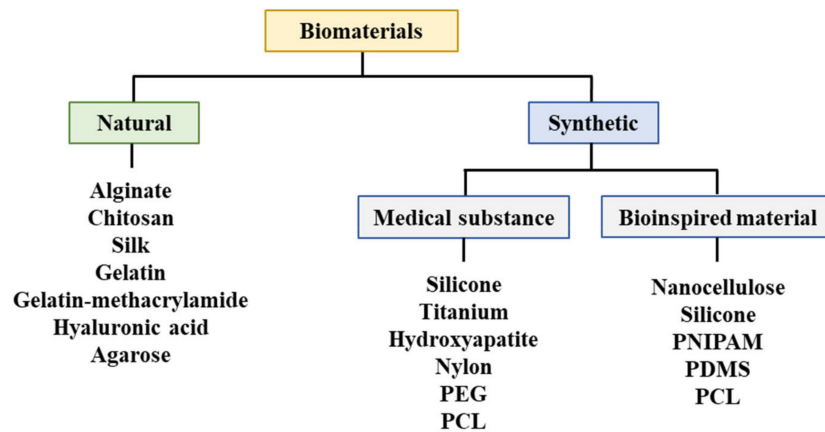 Biomaterials
Natural
Synthetic
Alginate
Chitosan
Silk
Gelatin
Gelatin-methacrylamide
Hyaluronic acid
Agarose
Medical substance
Bioinspired material
Silicone
Titanium
Hydroxyapatite
Nylon
PEG
PCL
Nanocellulose
Silicone
PNIPAM
PDMS
PCL